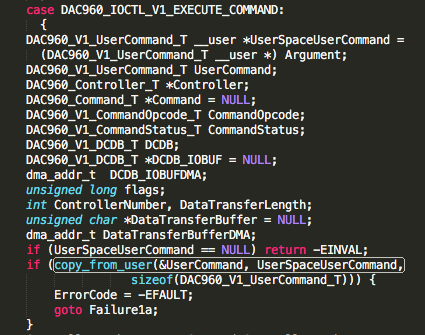 case DAC960_IOCTL_V1_EXECUTE_COMMAND:
{
DAC960_V1_UserCommand_T __user *UserSpaceUserCommand =
(DAC960_V1_UserCommand_T __user *) Argument;
DAC960_V1_UserCommand_T UserCommand;
DAC960_Controller_T *Controller;
DAC960_Command_T *Command = NULL;
DAC960_V1_CommandOpcode_T CommandOpcode;
DAC960_V1_CommandStatus_T CommandStatus;
DAC960_V1_DCDB_T DCDB;
DAC960_V1_DCDB_T *DCDB_IOBUF = NULL;
dma_addr_t  DCDB_IOBUFDMA;
unsigned long flags;
int ControllerNumber, DataTransferLength;
unsigned char *DataTransferBuffer = NULL;
dma_addr_t DataTransferBufferDMA;
if (UserSpaceUserCommand == NULL) return -EINVAL;
if (copy_from_user(&UserCommand, UserSpaceUserCommand,
sizeof(DAC960_V1_UserCommand_T))) {
ErrorCode = -EFAULT;
goto Failure1a;
}